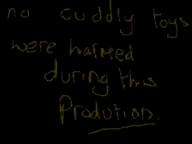 no cuddly toys
were harmed
during this
Prodution.